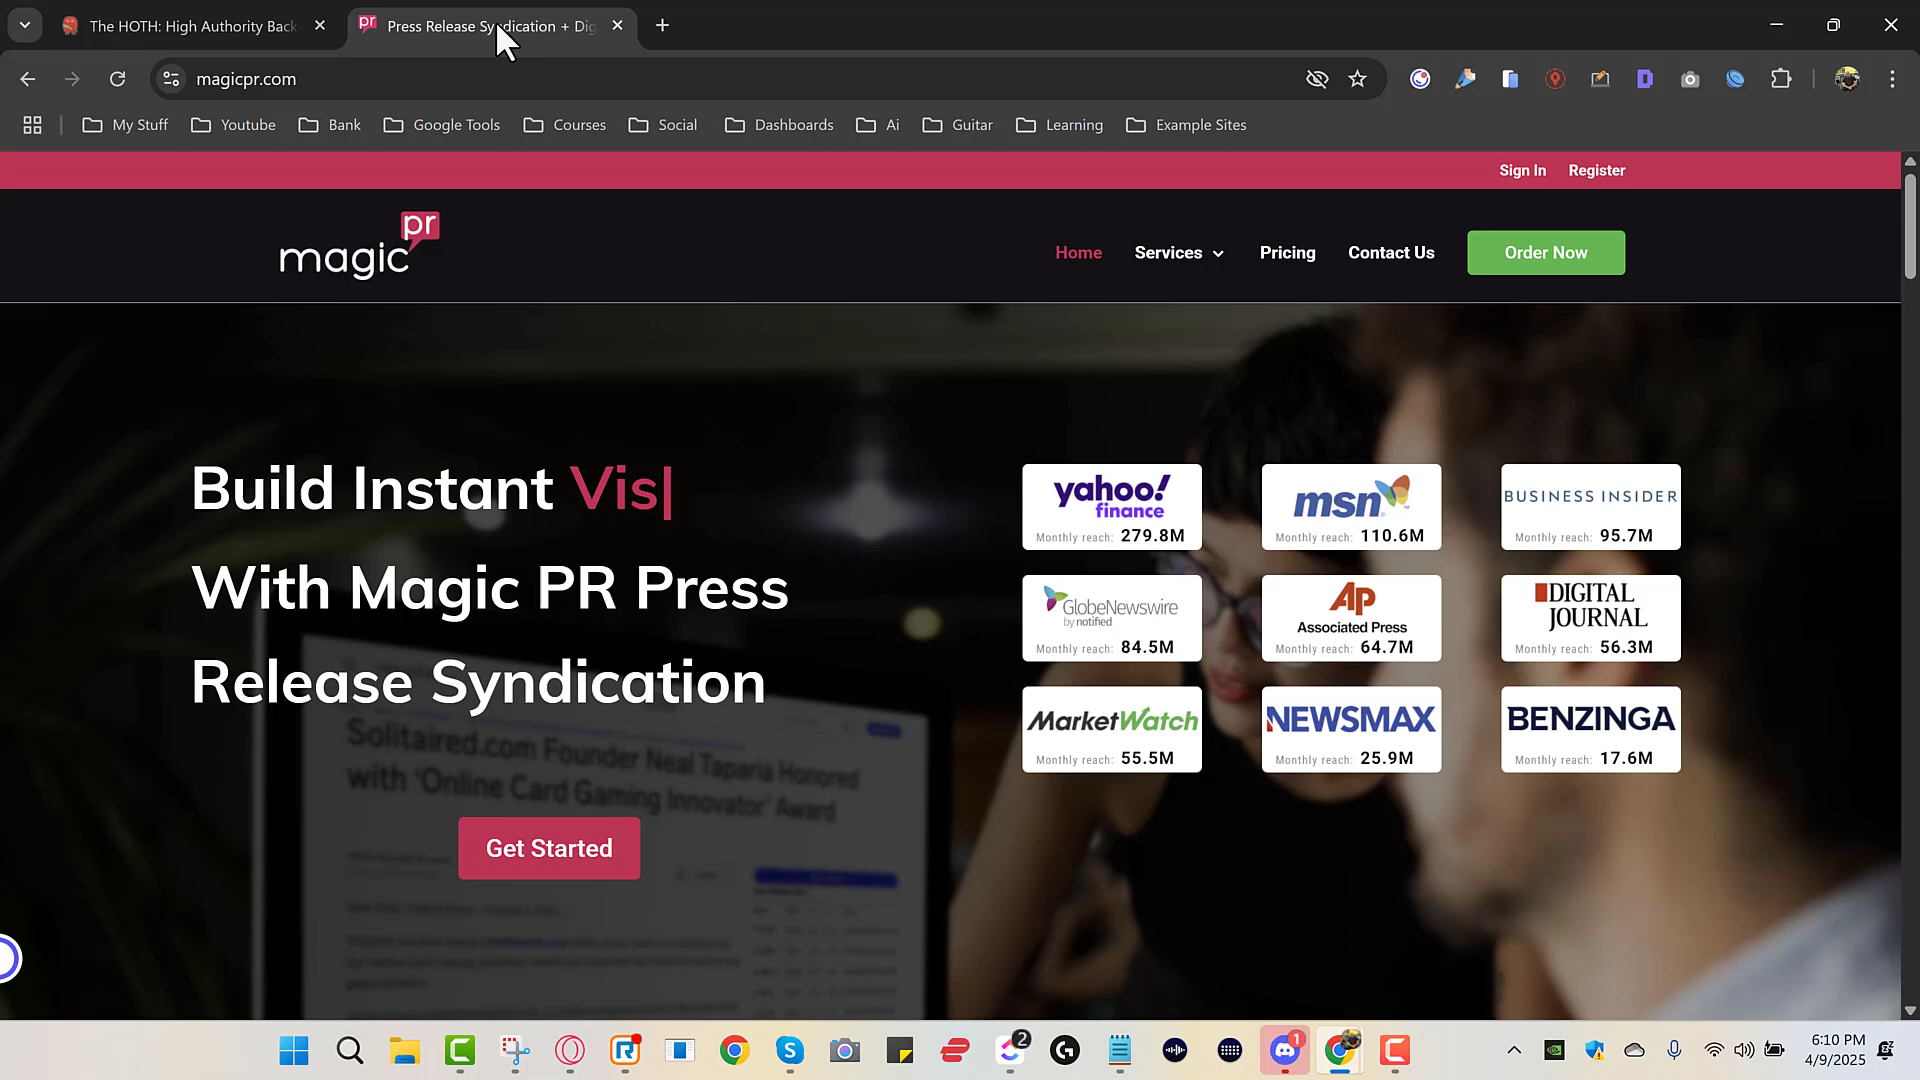 The HOTH: High Authority Back
Press Release Syndication + Dig
magicpr.com
My Stuff
Youtube
Bank
Google Tools
Courses
Social
Dashboards
Ai
Guitar
Learning
Example Sites
Sign In
Register
magic pr
Home
Services
Pricing
Contact Us
Order Now
Build Instant Vis|
With Magic PR Press
Release Syndication
Get Started
yahoo!
finance
Monthly reach: 279.8M
msn
Monthly reach: 110.6M
BUSINESS INSIDER
Monthly reach: 95.7M
GlobeNewswire
by notified
Monthly reach: 84.5M
AP
Associated Press
Monthly reach: 64.7M
DIGITAL
JOURNAL
Monthly reach: 56.3M
MarketWatch
Monthly reach: 55.5M
NEWSMAX
Monthly reach: 25.9M
BENZINGA
Monthly reach: 17.6M
Solitaired.com Founder Neal Taparia Honored
with 'Online Card Gaming Innovator' Award
2
1
6:10 PM
4/9/2025